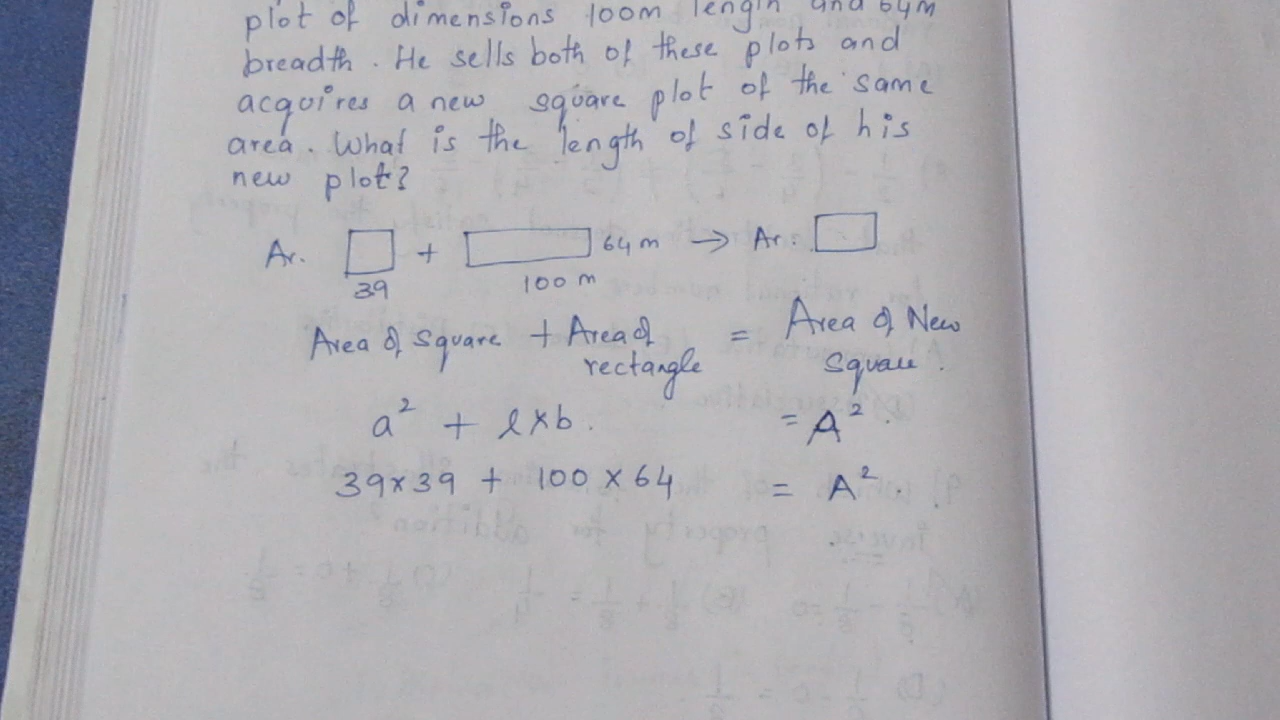 plot of dimensions 100m length and 64m
breadth. He sells both of these plots and
acquires a new square plot of the same
area. What is the length of side of his
new plot?
Ar. + 64 m → Ar.
39 100 m
Area of Square + Area of rectangle = Area of New Square.
a² + l×b. = A².
39×39 + 100 × 64 = A²